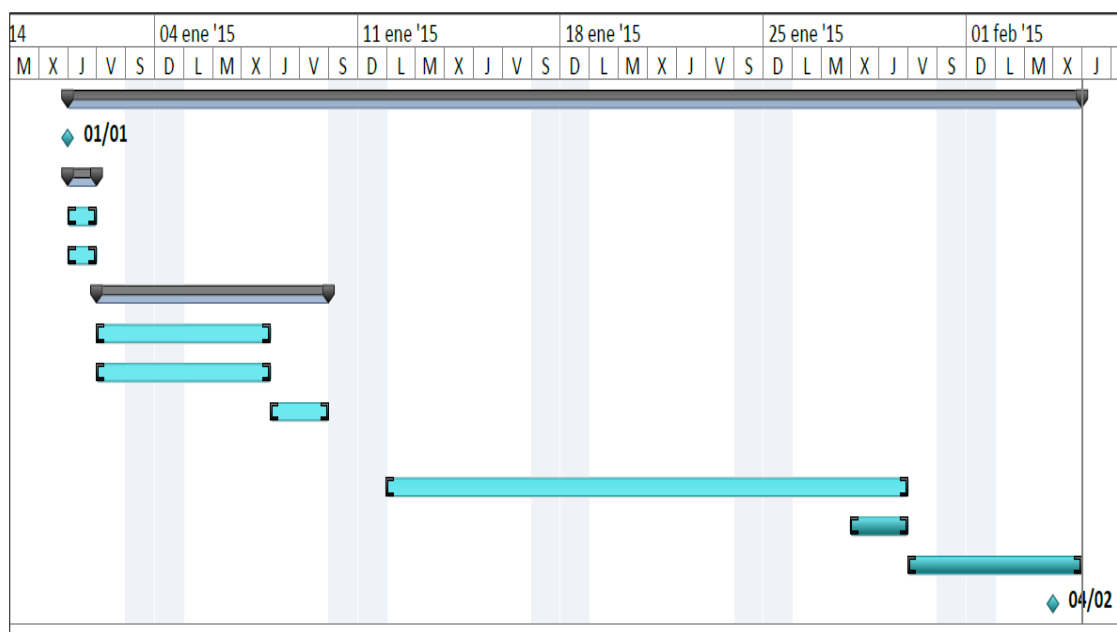 14 04 ene '15 11 ene '15 18 ene '15 25 ene '15 01 feb '15
M X J V S D L M X J V S D L M X J V S D L M X J V S D L M X J V S D L M X J
01/01
04/02